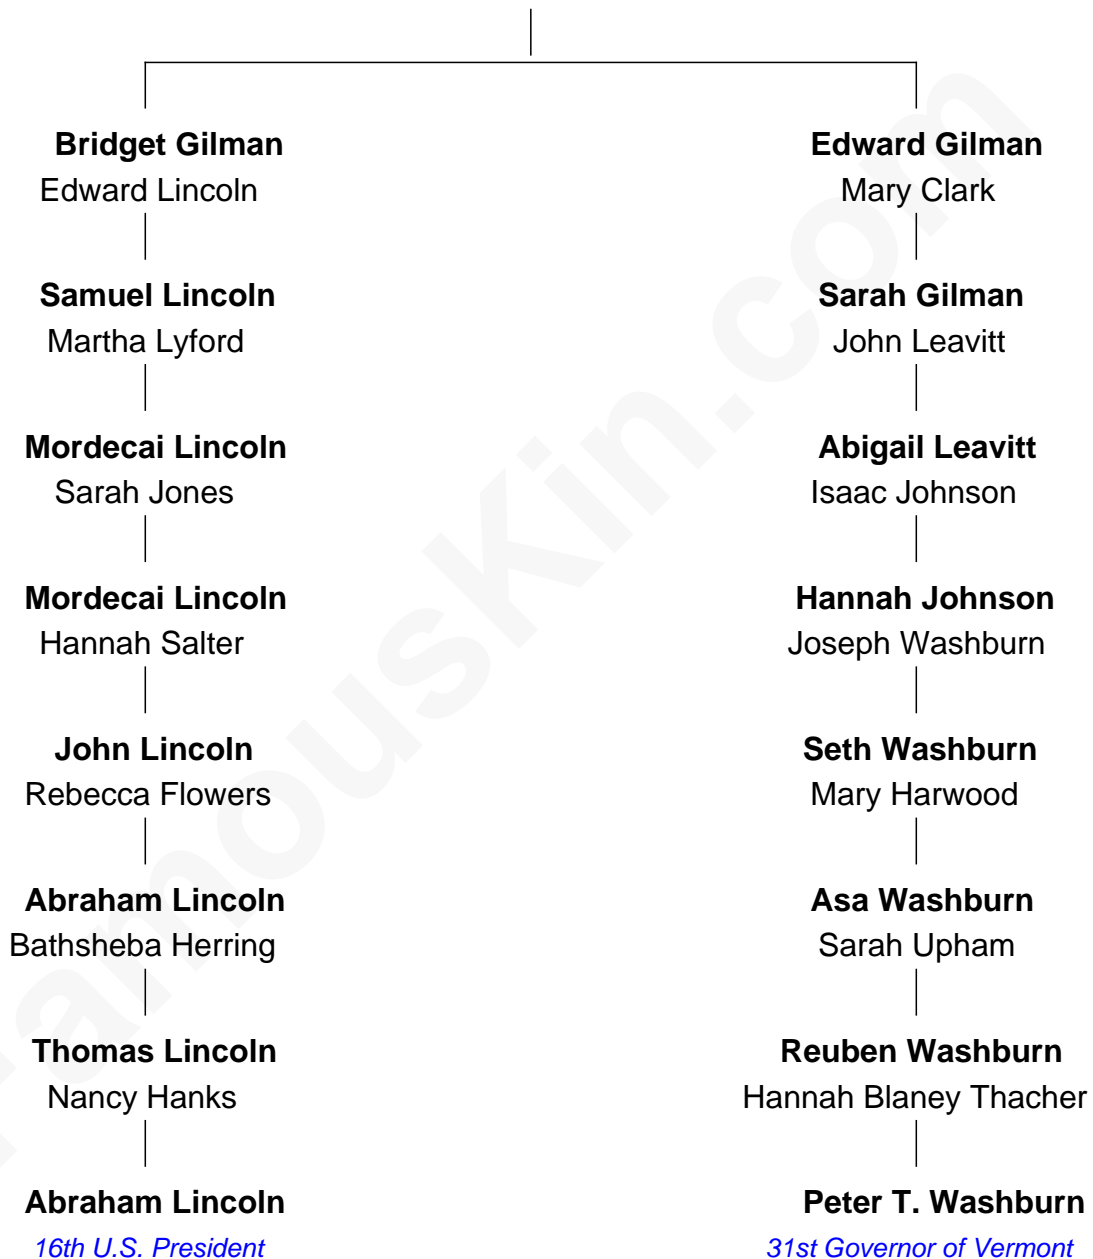 Bridget Gilman
Edward Lincoln
Edward Gilman
Mary Clark
Samuel Lincoln
Martha Lyford
Sarah Gilman
John Leavitt
Mordecai Lincoln
Sarah Jones
Abigail Leavitt
Isaac Johnson
Mordecai Lincoln
Hannah Salter
Hannah Johnson
Joseph Washburn
John Lincoln
Rebecca Flowers
Seth Washburn
Mary Harwood
Abraham Lincoln
Bathsheba Herring
Asa Washburn
Sarah Upham
Thomas Lincoln
Nancy Hanks
Reuben Washburn
Hannah Blaney Thacher
Abraham Lincoln
16th U.S. President
Peter T. Washburn
31st Governor of Vermont
FamousKin.com